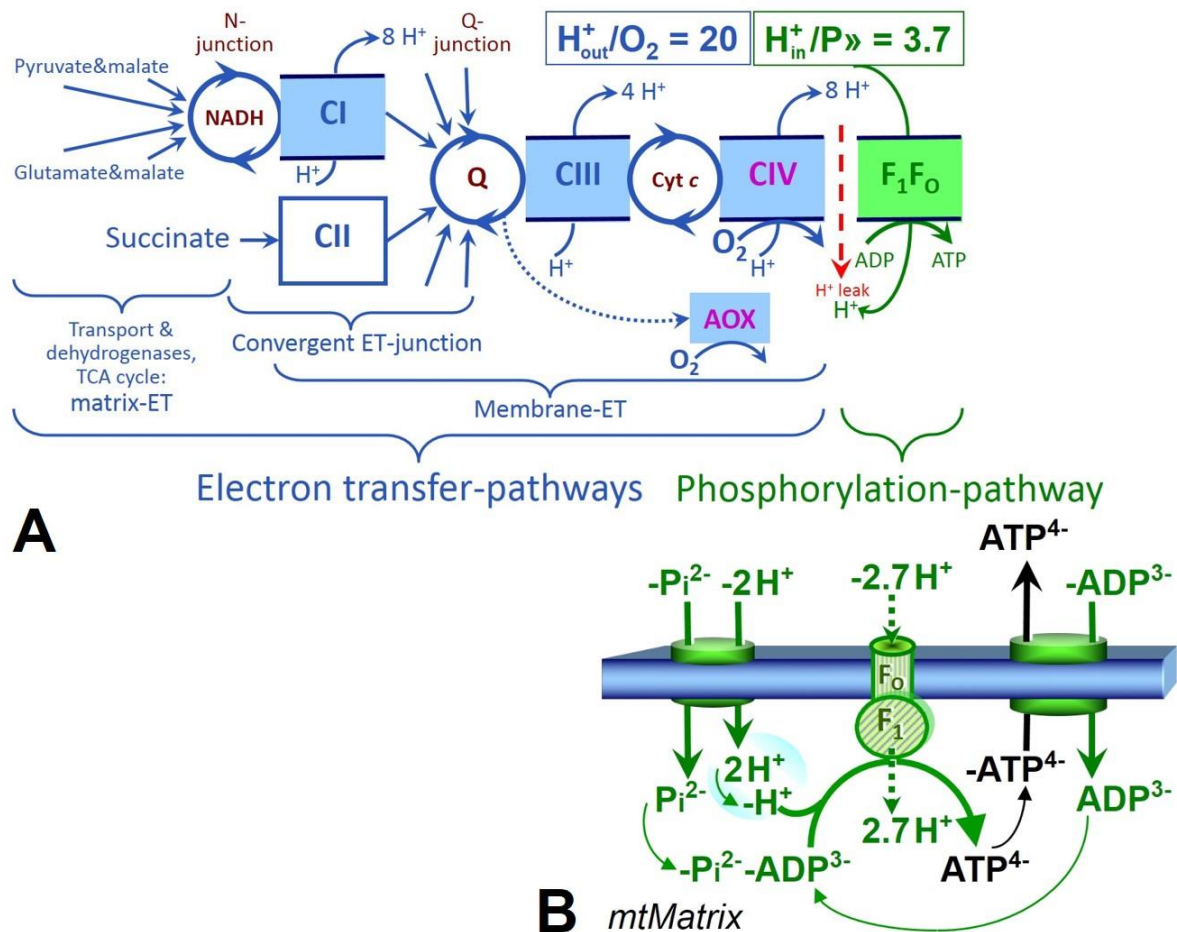 N-
junction
8 H⁺
Q-
junction
H⁺out/O₂ = 20
H⁺in/P» = 3.7
Pyruvate&malate
NADH
CI
4 H⁺
8 H⁺
Glutamate&malate
H⁺
Q
CIII
Cyt c
CIV
F₁Fₒ
Succinate
CII
H⁺
O₂
H⁺
ADP
ATP
H⁺ leak
H⁺
AOX
O₂
Transport &
dehydrogenases,
TCA cycle:
matrix-ET
Convergent ET-junction
Membrane-ET
Electron transfer-pathways
Phosphorylation-pathway
A
ATP⁴⁻
-Pi²⁻
-2H⁺
-2.7H⁺
-ADP³⁻
Fₒ
F₁
2H⁺
-H⁺
Pi²⁻
2.7H⁺
-ATP⁴⁻
ADP³⁻
-Pi²⁻-ADP³⁻
ATP⁴⁻
B
mtMatrix